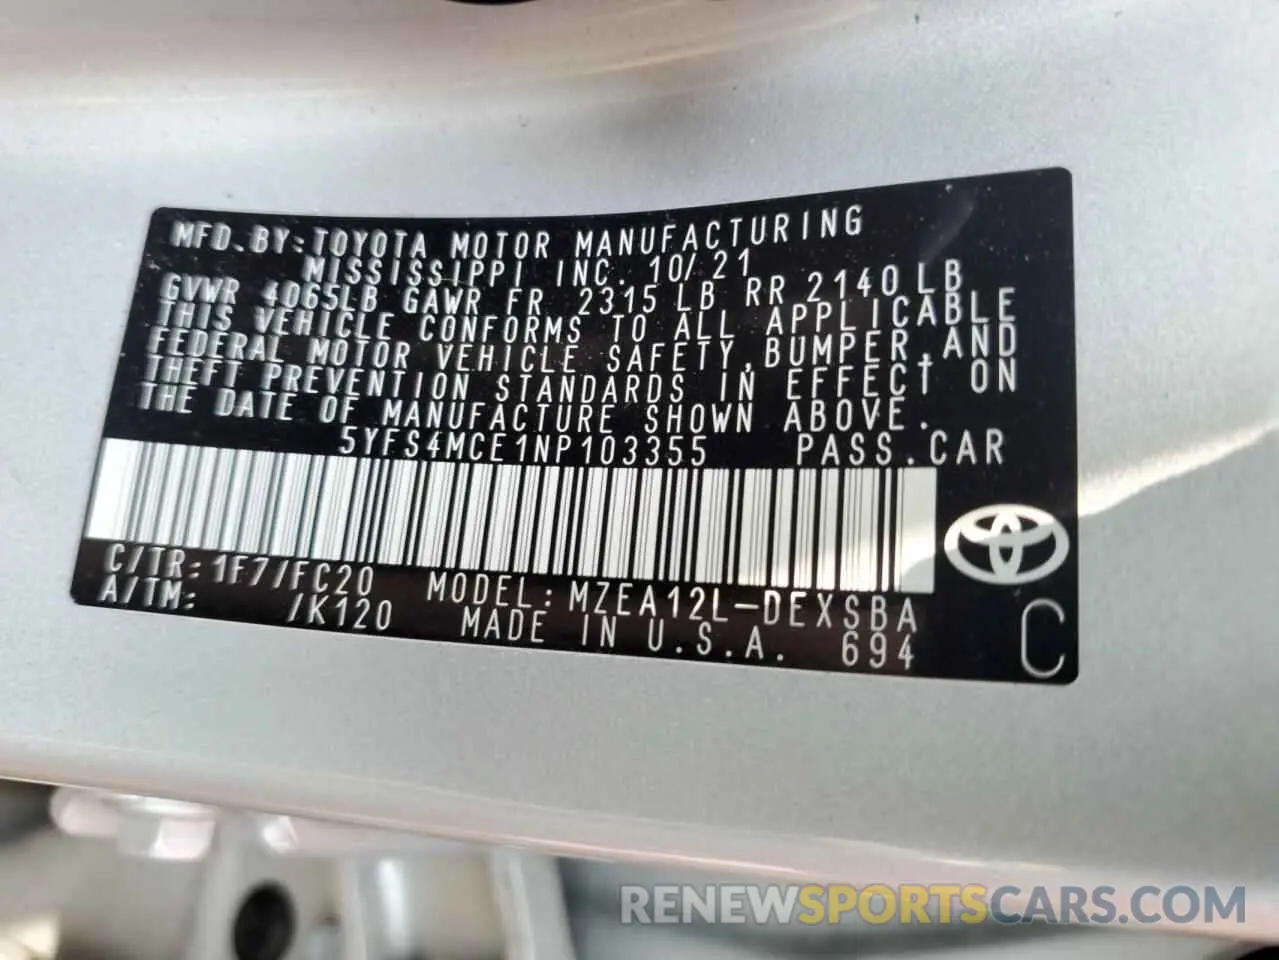 MFD. BY: TOYOTA MOTOR MANUFACTURING
MISSISSIPPI INC. 10/21
GVWR 4065LB GAWR FR 2315 LB RR 2140 LB
THIS VEHICLE CONFORMS TO ALL APPLICABLE
FEDERAL MOTOR VEHICLE SAFETY, BUMPER, AND
THEFT PREVENTION STANDARDS IN EFFECT ON
THE DATE OF MANUFACTURE SHOWN ABOVE.
5YFS4MCE1NP103355 PASS. CAR
C/TR: 1F7/FC20 MODEL: MZEA12L-DEXSBA
A/TM: /K120 MADE IN U.S.A. 694
C
RENEWSPORTSCARS.COM